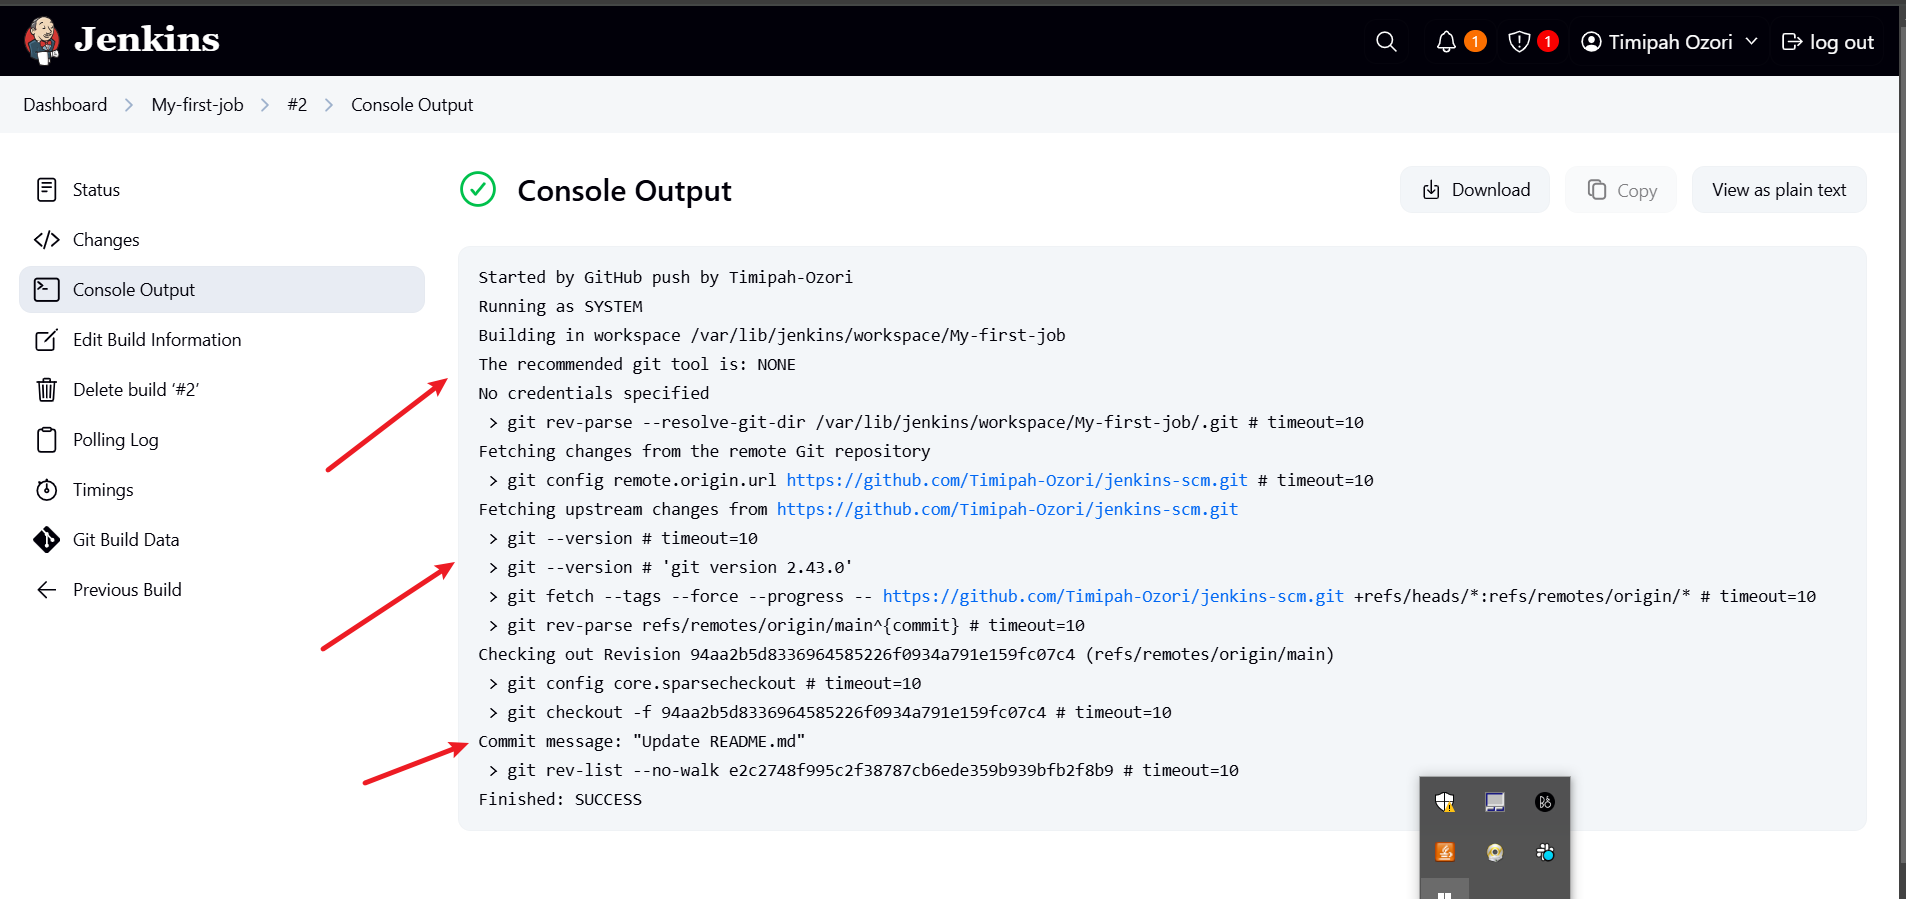 Jenkins
1
1
Timipah Ozori
log out
Dashboard
My-first-job
#2
Console Output
Status
Changes
Console Output
Edit Build Information
Delete build ‘#2’
Polling Log
Timings
Git Build Data
Previous Build
Console Output
Download
Copy
View as plain text
Started by GitHub push by Timipah-Ozori
Running as SYSTEM
Building in workspace /var/lib/jenkins/workspace/My-first-job
The recommended git tool is: NONE
No credentials specified
> git rev-parse --resolve-git-dir /var/lib/jenkins/workspace/My-first-job/.git # timeout=10
Fetching changes from the remote Git repository
> git config remote.origin.url https://github.com/Timipah-Ozori/jenkins-scm.git # timeout=10
Fetching upstream changes from https://github.com/Timipah-Ozori/jenkins-scm.git
> git --version # timeout=10
> git --version # 'git version 2.43.0'
> git fetch --tags --force --progress -- https://github.com/Timipah-Ozori/jenkins-scm.git +refs/heads/*:refs/remotes/origin/* # timeout=10
> git rev-parse refs/remotes/origin/main^{commit} # timeout=10
Checking out Revision 94aa2b5d8336964585226f0934a791e159fc07c4 (refs/remotes/origin/main)
> git config core.sparsecheckout # timeout=10
> git checkout -f 94aa2b5d8336964585226f0934a791e159fc07c4 # timeout=10
Commit message: "Update README.md"
> git rev-list --no-walk e2c2748f995c2f38787cb6ede359b939bfb2f8b9 # timeout=10
Finished: SUCCESS